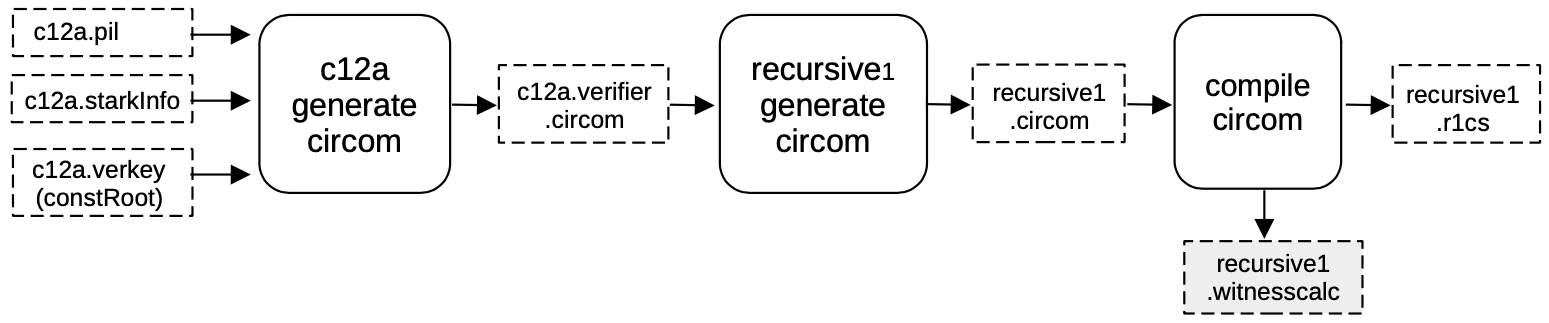 c12a.pil
c12a.starkInfo
c12a.verkey
(constRoot)
c12a
generate
circom
c12a.verifier
.circom
recursive1
generate
circom
recursive1
.circom
compile
circom
recursive1
.r1cs
recursive1
.witnesscalc